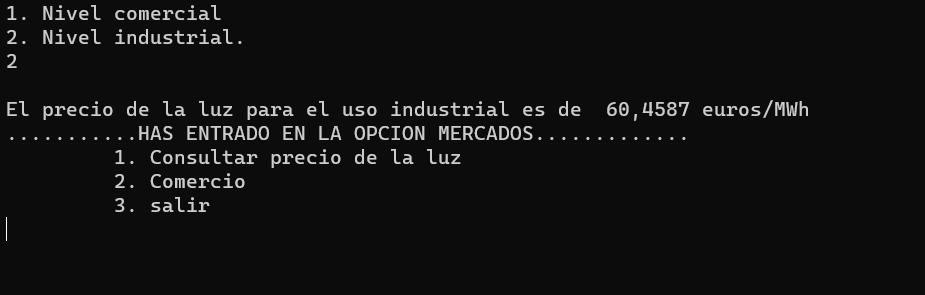 1. Nivel comercial
2. Nivel industrial.
2
El precio de la luz para el uso industrial es de  60,4587 euros/MWh
...........HAS ENTRADO EN LA OPCION MERCADOS.............
1. Consultar precio de la luz
2. Comercio
3. salir